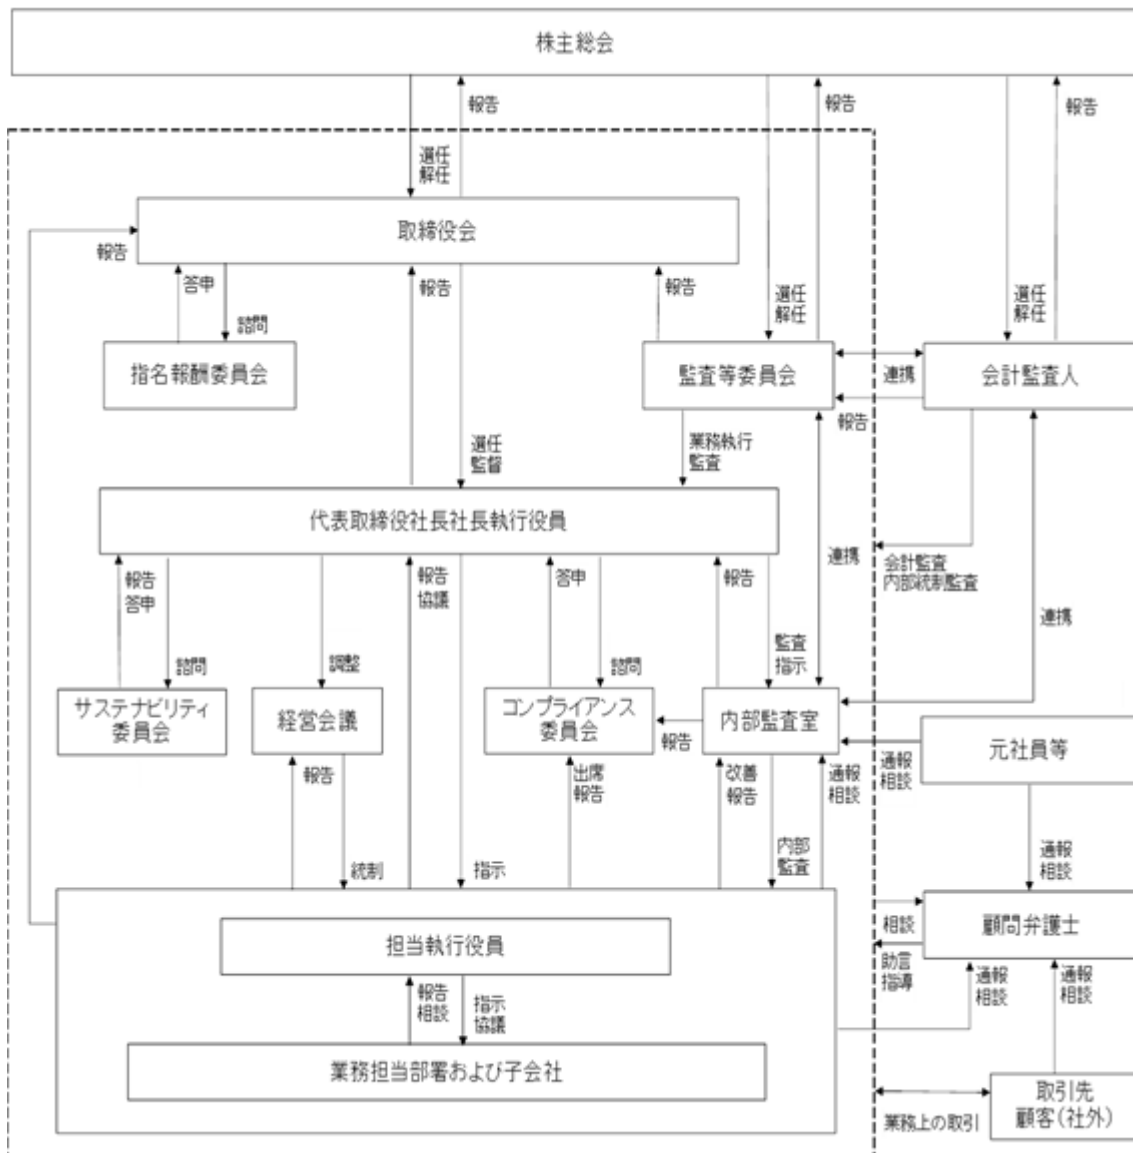 株主総会
報告
報告
報告
選任
解任
取締役会
報告
答申
諮問
報告
報告
選任
解任
選任
解任
指名報酬委員会
監査等委員会
連携
会計監査人
報告
選任
監督
業務執行
監査
代表取締役社長社長執行役員
連携
会計監査
内部統制監査
報告
答申
諮問
調整
報告
協議
答申
諮問
報告
監査
指示
連携
サステナビリティ
委員会
経営会議
コンプライアンス
委員会
報告
内部監査室
元社員等
通報
相談
報告
出席
報告
改善
報告
通報
相談
統制
指示
内部
監査
通報
相談
担当執行役員
相談
顧問弁護士
助言
指導
通報
相談
通報
相談
報告
相談
指示
協議
業務担当部署および子会社
業務上の取引
取引先
顧客(社外)